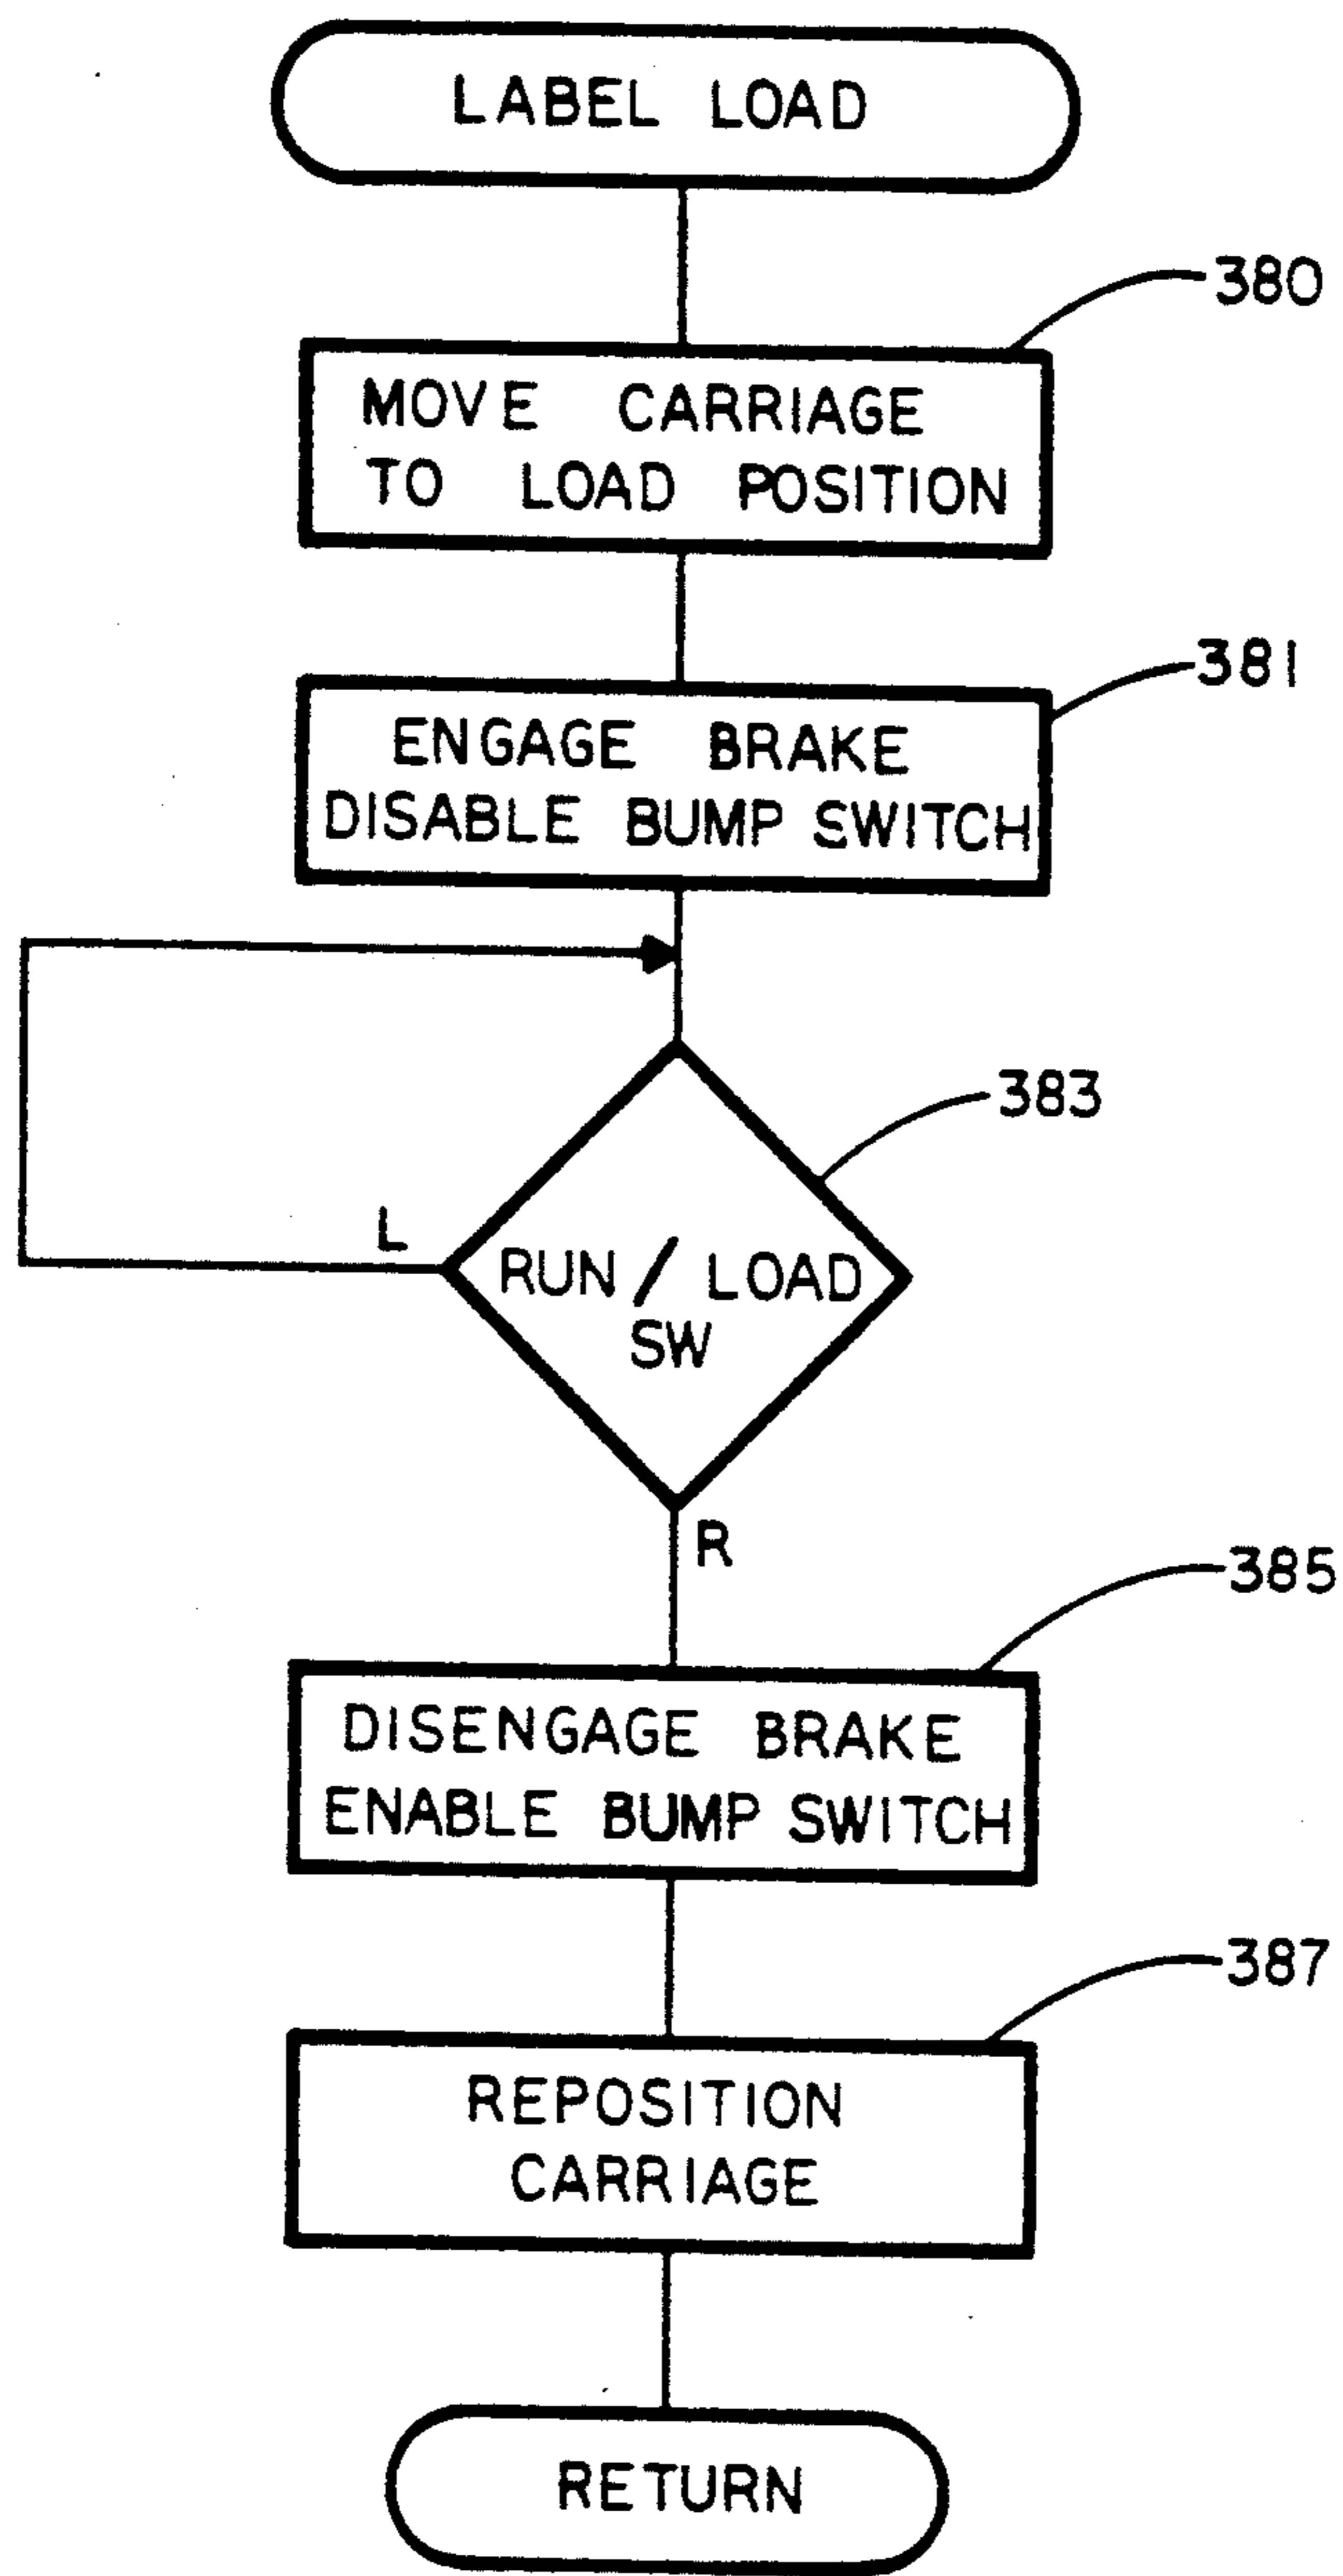 LABEL LOAD
380
MOVE CARRIAGE
TO LOAD POSITION
381
ENGAGE BRAKE
DISABLE BUMP SWITCH
383
L
RUN / LOAD
SW
R
385
DISENGAGE BRAKE
ENABLE BUMP SWITCH
387
REPOSITION
CARRIAGE
RETURN